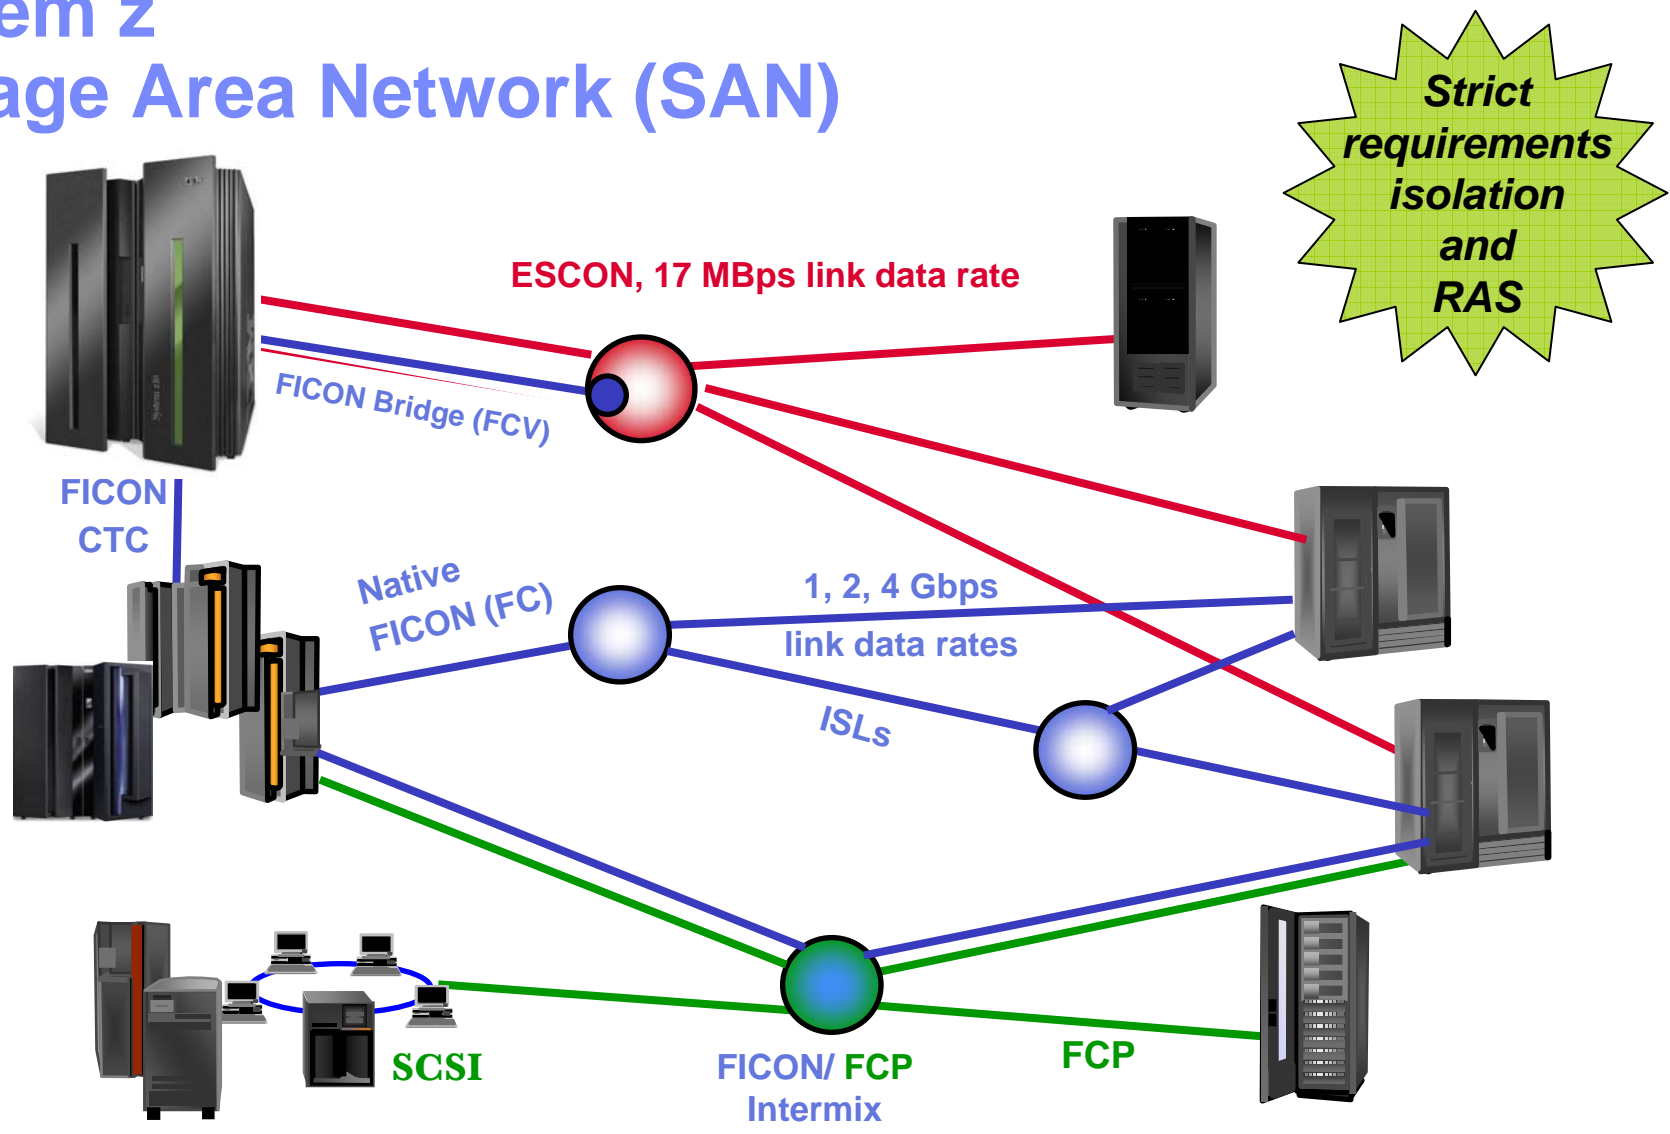 em z
age Area Network (SAN)
Strict
requirements
isolation
and
RAS
ESCON, 17 MBps link data rate
FICON Bridge (FCV)
FICON
CTC
Native
FICON (FC)
1, 2, 4 Gbps
link data rates
ISLs
SCSI
FICON/ FCP
Intermix
FCP